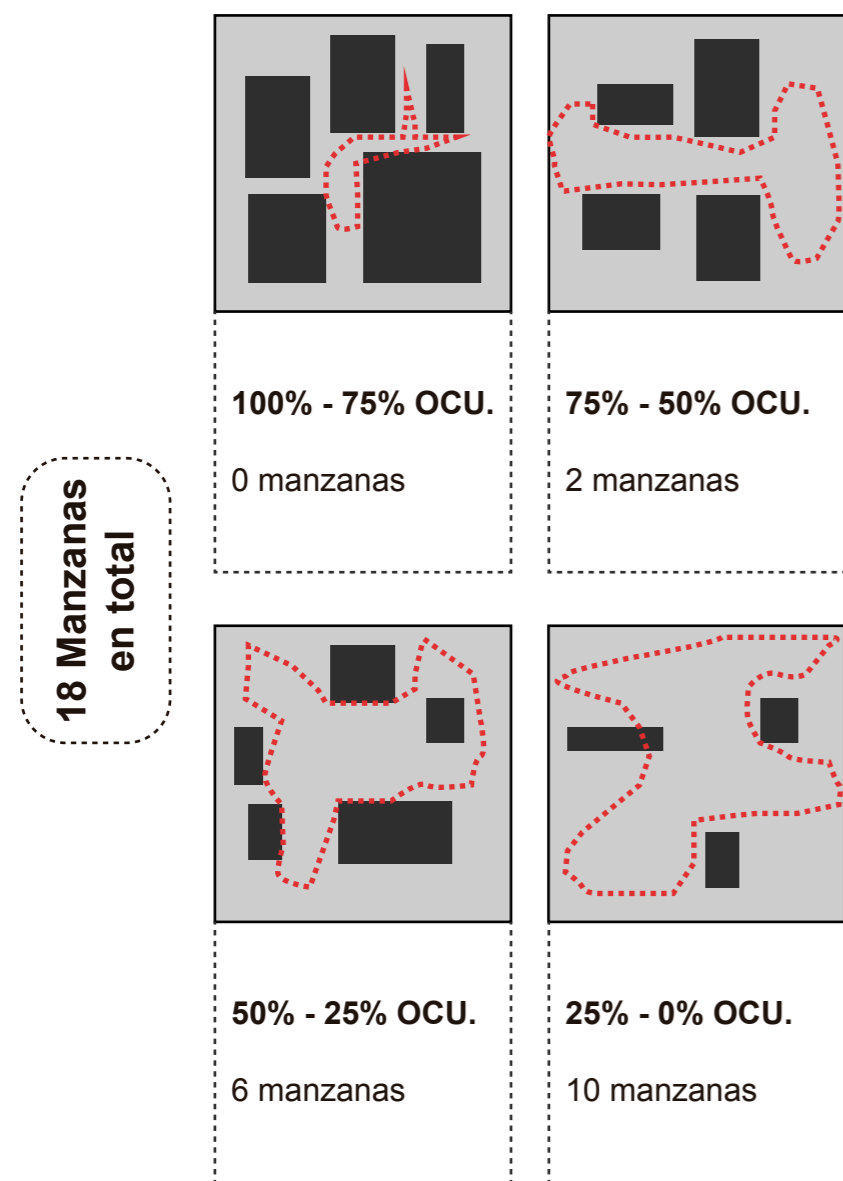 18 Manzanas
en total
100% - 75% OCU.
0 manzanas
75% - 50% OCU.
2 manzanas
50% - 25% OCU.
6 manzanas
25% - 0% OCU.
10 manzanas